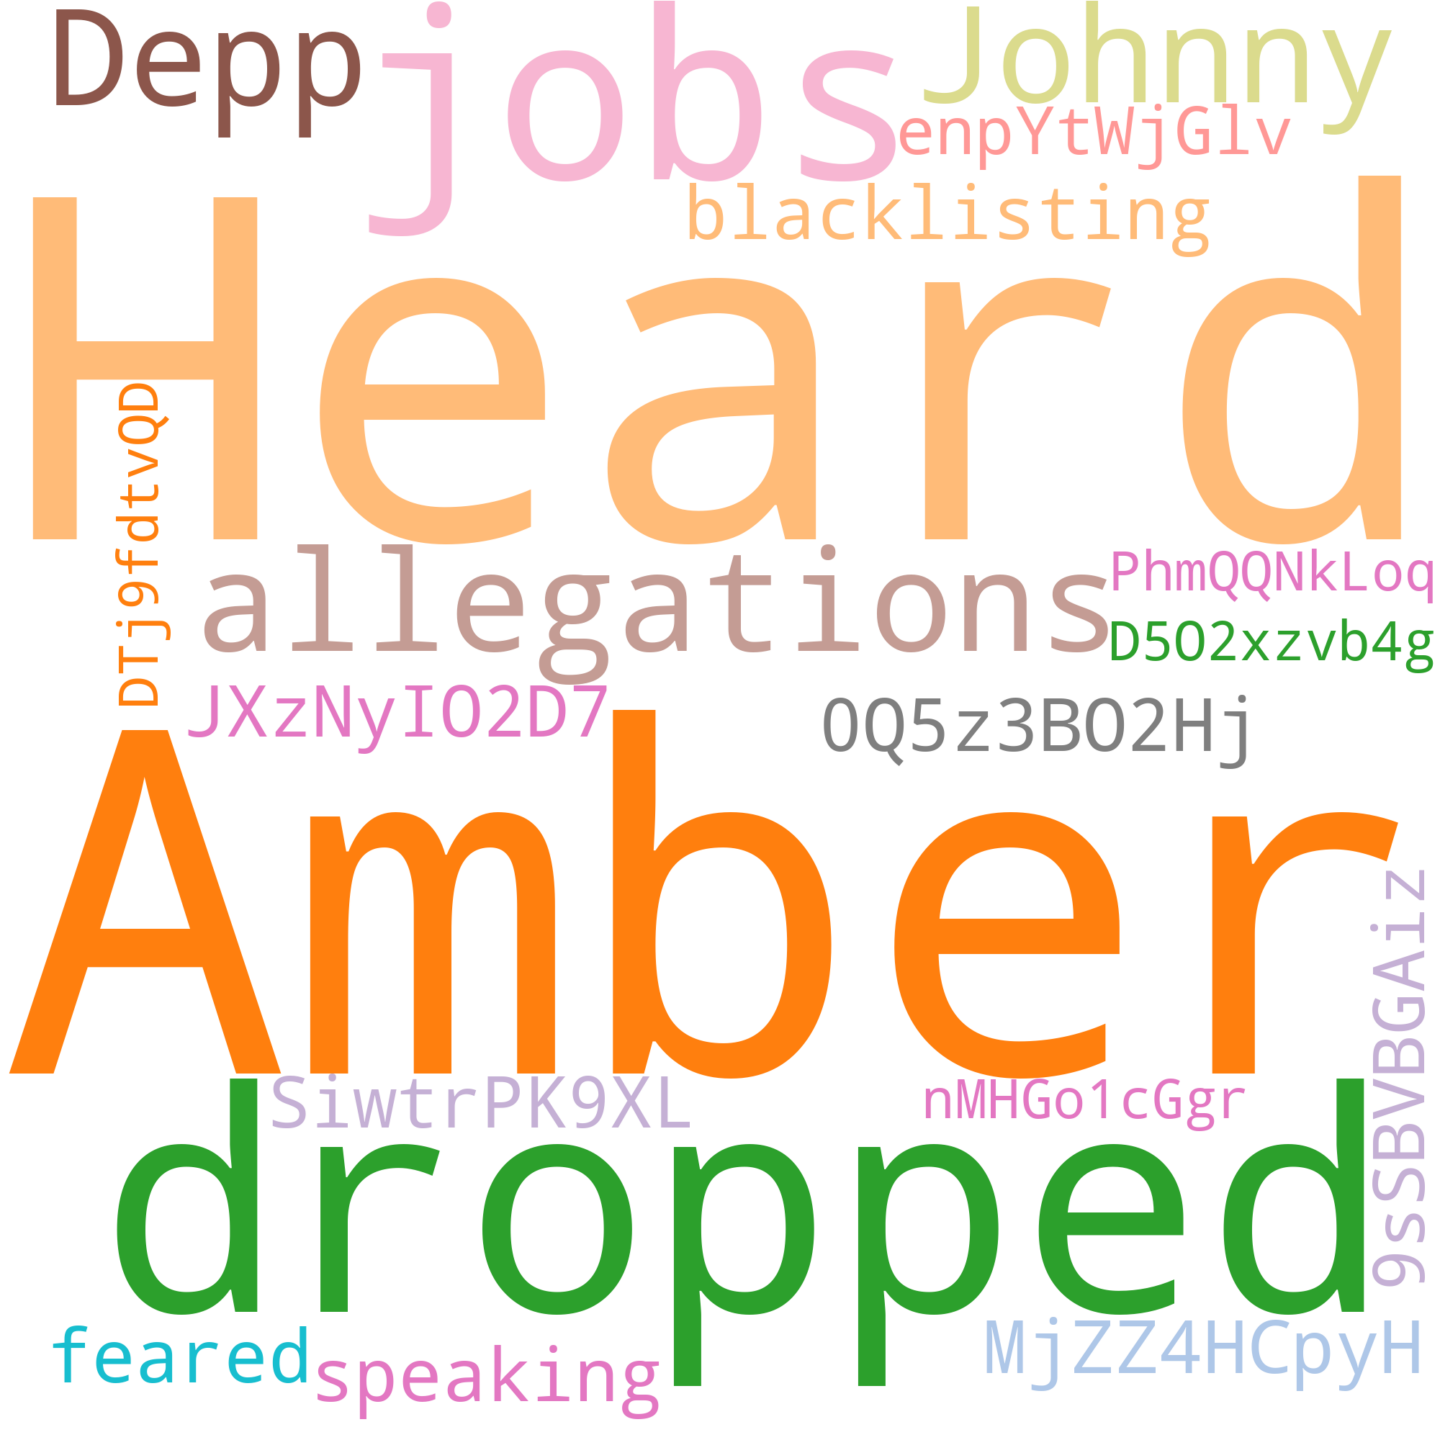 Depp
jobs
Johnny
enpYtWjGlv
blacklisting
Heard
DTj9fdtvQD
allegations
PhmQQNkLoq
D5O2xzvb4g
JXzNyIO2D7
0Q5z3BO2Hj
Amber
9sSBVBGAiz
SiwtrPK9XL
nMHGo1cGgr
dropped
feared
speaking
MjZZ4HCpyH